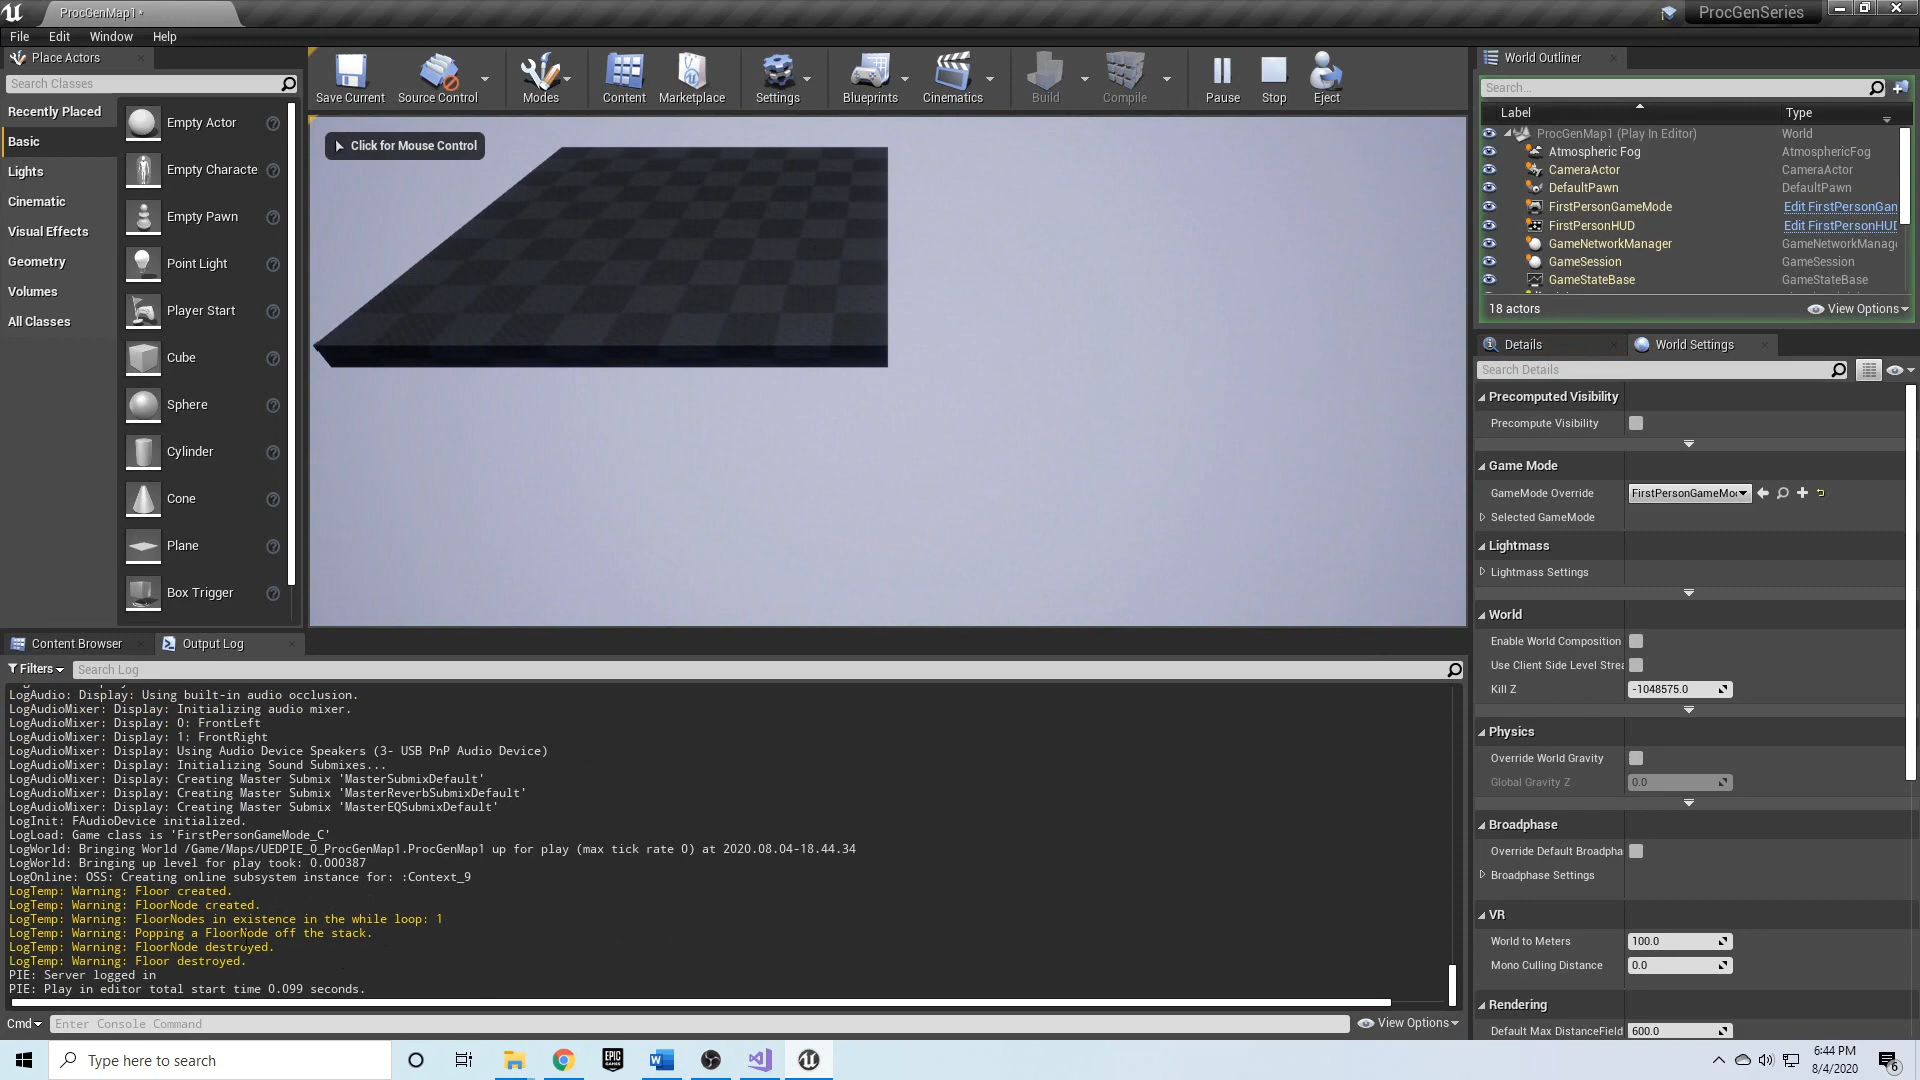 ProcGenMap1*
ProcGenSeries
File Edit Window Help
Place Actors
Search Classes
Recently Placed
Basic
Lights
Cinematic
Visual Effects
Geometry
Volumes
All Classes
Empty Actor
Empty Characte
Empty Pawn
Point Light
Player Start
Cube
Sphere
Cylinder
Cone
Plane
Box Trigger
Save Current
Source Control
Modes
Content
Marketplace
Settings
Blueprints
Cinematics
Build
Compile
Pause
Stop
Eject
Click for Mouse Control
World Outliner
Search...
Label Type
ProcGenMap1 (Play In Editor) World
Atmospheric Fog AtmosphericFog
CameraActor CameraActor
DefaultPawn DefaultPawn
FirstPersonGameMode Edit FirstPersonGan
FirstPersonHUD Edit FirstPersonHUD
GameNetworkManager GameNetworkManage
GameSession GameSession
GameStateBase GameStateBase
18 actors View Options
Details World Settings
Search Details
Precomputed Visibility
Precompute Visibility
Game Mode
GameMode Override FirstPersonGameMo
Selected GameMode
Lightmass
Lightmass Settings
World
Enable World Composition
Use Client Side Level Strea
Kill Z -1048575.0
Physics
Override World Gravity
Global Gravity Z 0.0
Broadphase
Override Default Broadpha
Broadphase Settings
VR
World to Meters 100.0
Mono Culling Distance 0.0
Rendering
Default Max DistanceField 600.0
Content Browser Output Log
Filters Search Log
LogAudio: Display: Using built-in audio occlusion.
LogAudioMixer: Display: Initializing audio mixer.
LogAudioMixer: Display: 0: FrontLeft
LogAudioMixer: Display: 1: FrontRight
LogAudioMixer: Display: Using Audio Device Speakers (3- USB PnP Audio Device)
LogAudioMixer: Display: Initializing Sound Submixes...
LogAudioMixer: Display: Creating Master Submix 'MasterSubmixDefault'
LogAudioMixer: Display: Creating Master Submix 'MasterReverbSubmixDefault'
LogAudioMixer: Display: Creating Master Submix 'MasterEQSubmixDefault'
LogInit: FAudioDevice initialized.
LogLoad: Game class is 'FirstPersonGameMode_C'
LogWorld: Bringing World /Game/Maps/UEDPIE_0_ProcGenMap1.ProcGenMap1 up for play (max tick rate 0) at 2020.08.04-18.44.34
LogWorld: Bringing up level for play took: 0.000387
LogOnline: OSS: Creating online subsystem instance for: :Context_9
LogTemp: Warning: Floor created.
LogTemp: Warning: FloorNode created.
LogTemp: Warning: FloorNodes in existence in the while loop: 1
LogTemp: Warning: Popping a FloorNode off the stack.
LogTemp: Warning: FloorNode destroyed.
LogTemp: Warning: Floor destroyed.
PIE: Server logged in
PIE: Play in editor total start time 0.099 seconds.
Cmd Enter Console Command View Options
Type here to search
EPIC GAMES
6:44 PM
8/4/2020
6